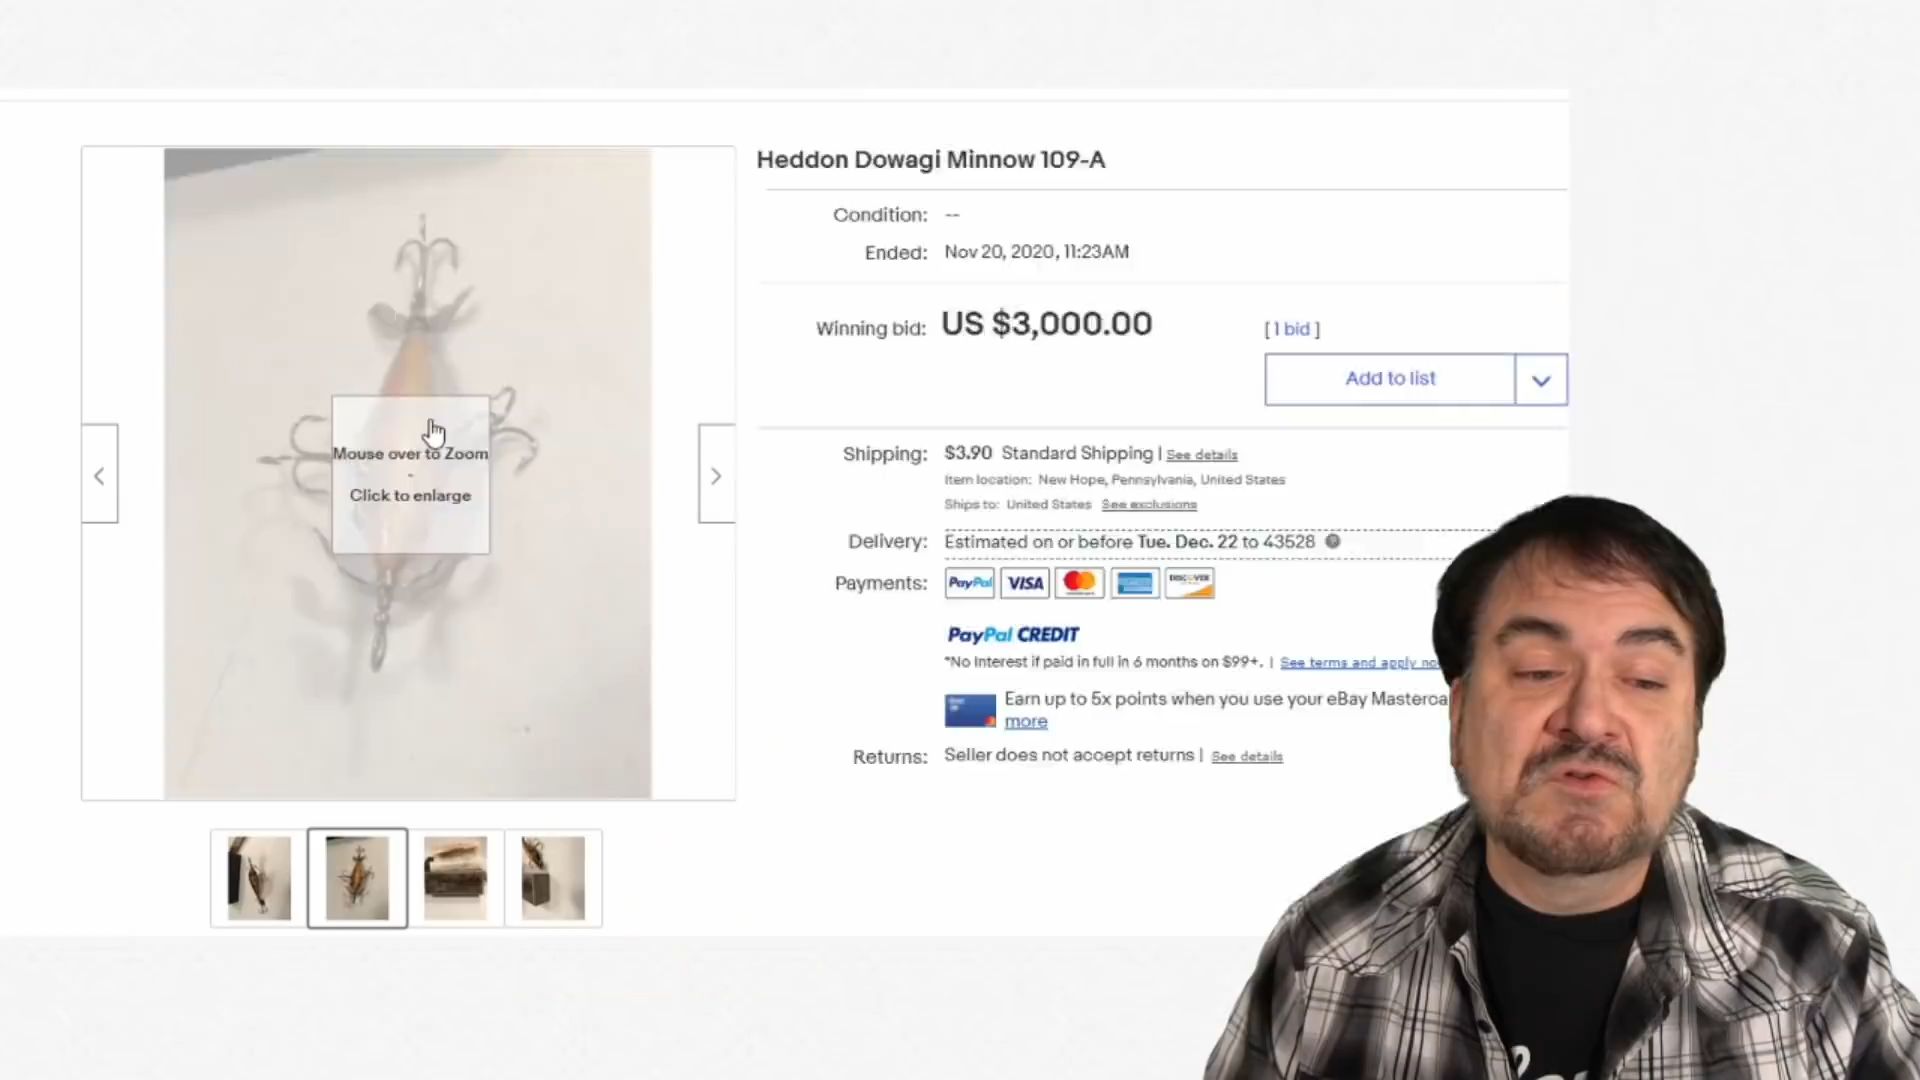 Heddon Dowagi Minnow 109-A
Condition: --
Ended: Nov 20, 2020, 11:23AM
Winning bid: US $3,000.00 [ 1 bid ]
Add to list
Mouse over to Zoom
-
Click to enlarge
Shipping: $3.90 Standard Shipping | See details
Item location: New Hope, Pennsylvania, United States
Ships to: United States See exclusions
Delivery: Estimated on or before Tue. Dec. 22 to 43528
Payments: PayPal VISA DISCOVER
PayPal CREDIT
*No Interest if paid in full in 6 months on $99+. | See terms and apply
Earn up to 5x points when you use your eBay
more
Returns: Seller does not accept returns | See details